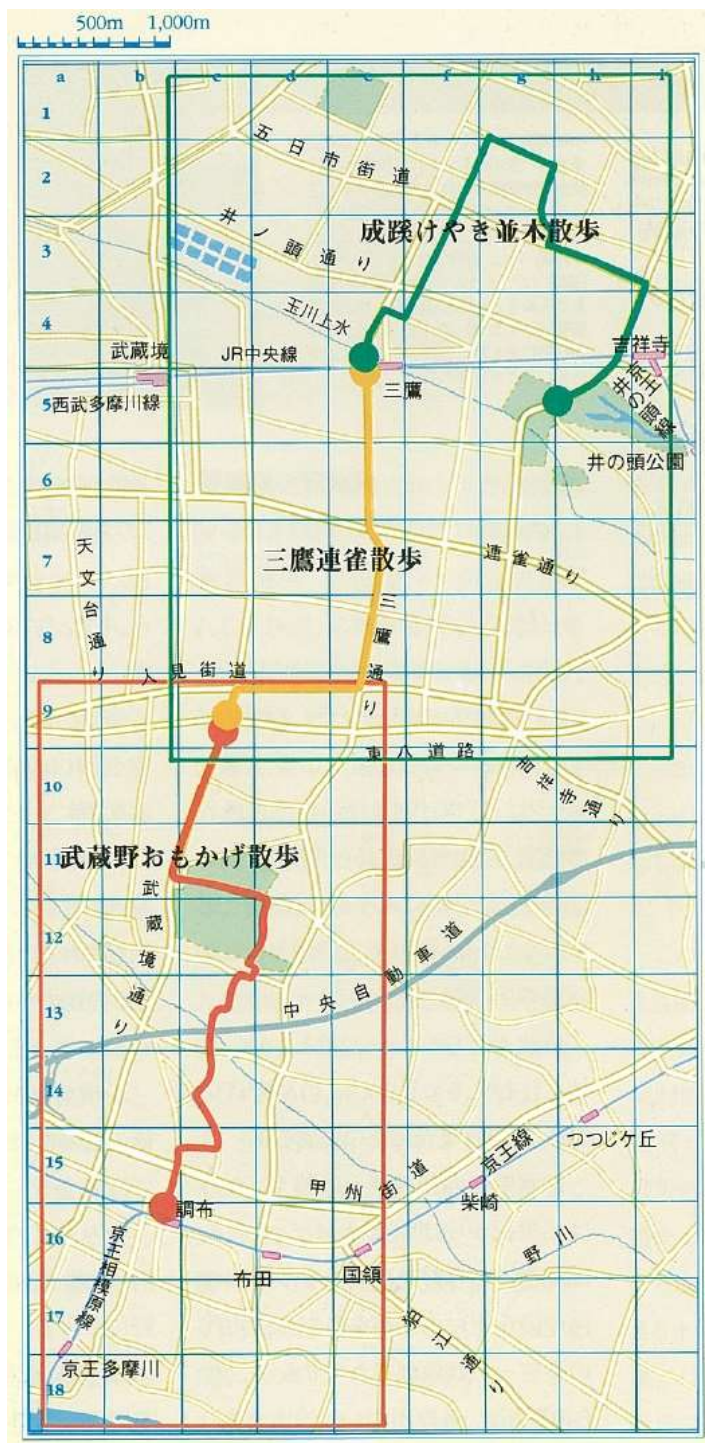 500m 1,000m
a b c d e f g h i
1
五日市街道
2
井ノ頭通り
成蹊けやき並木散歩
3
玉川上水
4
武蔵境
JR中央線
吉祥寺
三鷹
西武多摩川線
5
京王井の頭線
井の頭公園
6
天文台通り
三鷹連雀散歩
連雀通り
7
三鷹通り
8
人見街道
9
東八道路
吉祥寺通り
10
武蔵野おもかげ散歩
11
武蔵境通り
12
中央自動車道
13
14
つつじケ丘
京王線
15
甲州街道
柴崎
調布
16
京王相模原線
布田
国領
野川
17
狛江通り
京王多摩川
18